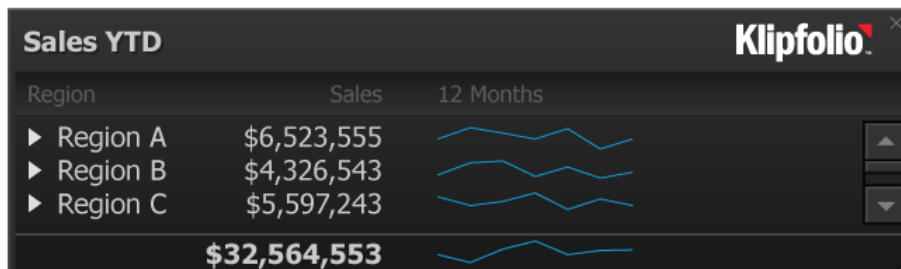 Sales YTD Klipfolio
Region Sales 12 Months
Region A $6,523,555
Region B $4,326,543
Region C $5,597,243
$32,564,553